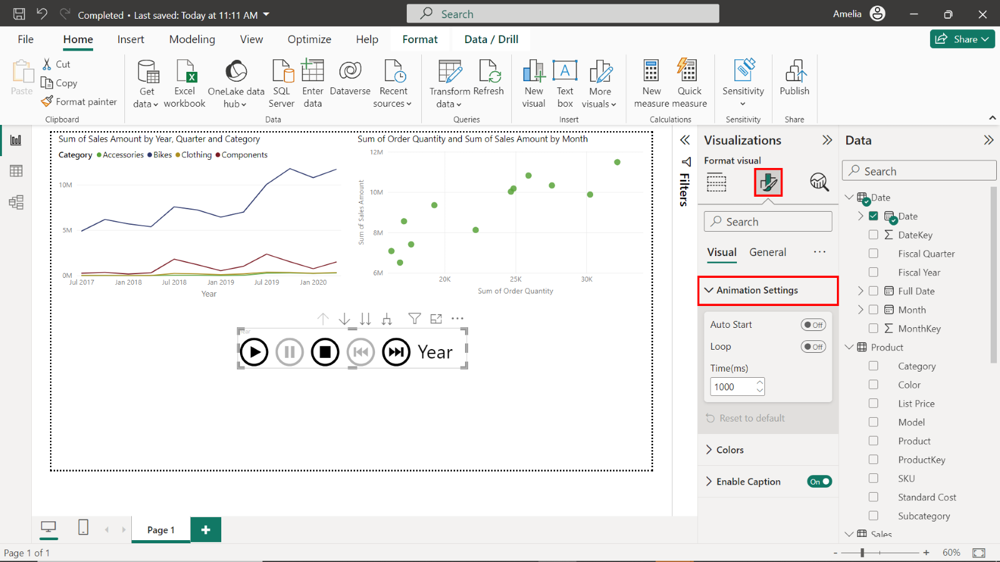 Completed • Last saved: Today at 11:11 AM
Search
Amelia
File Home Insert Modeling View Optimize Help Format Data / Drill
Share
Paste
Cut
Copy
Format painter
Clipboard
Get data
Excel workbook
OneLake data hub
SQL Server
Enter data
Dataverse
Recent sources
Data
Transform data
Refresh
Queries
New visual
Text box
More visuals
Insert
New measure
Quick measure
Calculations
Sensitivity
Sensitivity
Publish
Share
Sum of Sales Amount by Year, Quarter and Category
Category Accessories Bikes Clothing Components
10M
5M
0M
Jul 2017 Jan 2018 Jul 2018 Jan 2019 Jul 2019 Jan 2020
Year
Sum of Order Quantity and Sum of Sales Amount by Month
Sum of Sales Amount
12M
10M
8M
6M
20K 25K 30K
Sum of Order Quantity
Year
Year
Filters
Visualizations
Format visual
Search
Visual General
Animation Settings
Auto Start Off
Loop Off
Time(ms)
1000
Reset to default
Colors
Enable Caption On
Data
Search
Date
Date
DateKey
Fiscal Quarter
Fiscal Year
Full Date
Month
MonthKey
Product
Category
Color
List Price
Model
Product
ProductKey
SKU
Standard Cost
Subcategory
Sales
Page 1
Page 1 of 1
- + 60%